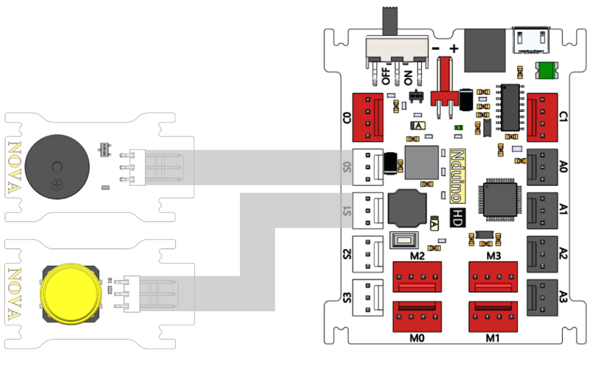 OFF
ON
- +
C0
C1
A
NOVA
S0
Nduino
A0
S1
HD
A
A1
S2
M2
M3
A2
NOVA
S3
A3
M0
M1